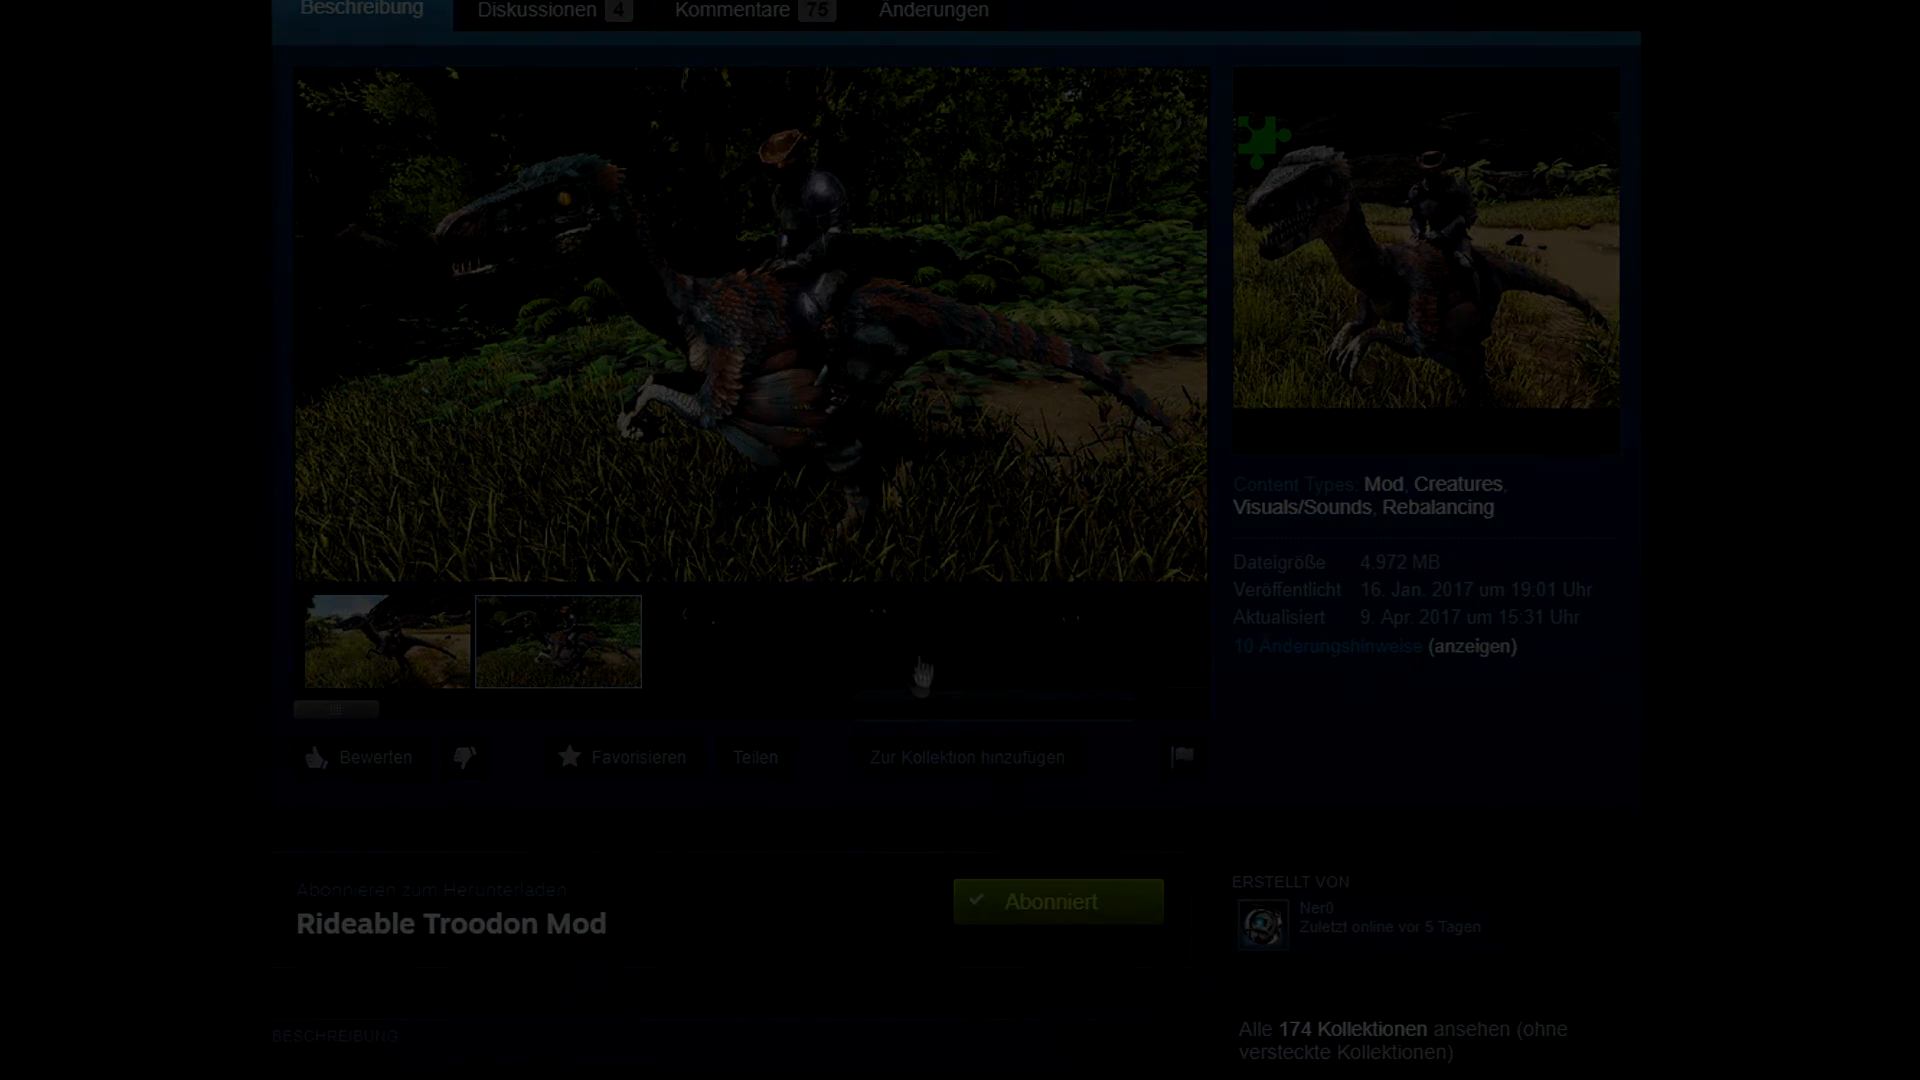 Beschreibung
Diskussionen 4
Kommentare 75
Änderungen
Content Types: Mod, Creatures,
Visuals/Sounds, Rebalancing
Dateigröße 4.972 MB
Veröffentlicht 16. Jan. 2017 um 19:01 Uhr
Aktualisiert 9. Apr. 2017 um 15:31 Uhr
10 Änderungshinweise (anzeigen)
Bewerten
Favorisieren
Teilen
Zur Kollektion hinzufügen
Abonnieren zum Herunterladen
Rideable Troodon Mod
Abonniert
ERSTELLT VON
Ner0
Zuletzt online vor 5 Tagen
BESCHREIBUNG
Alle 174 Kollektionen ansehen (ohne
versteckte Kollektionen)